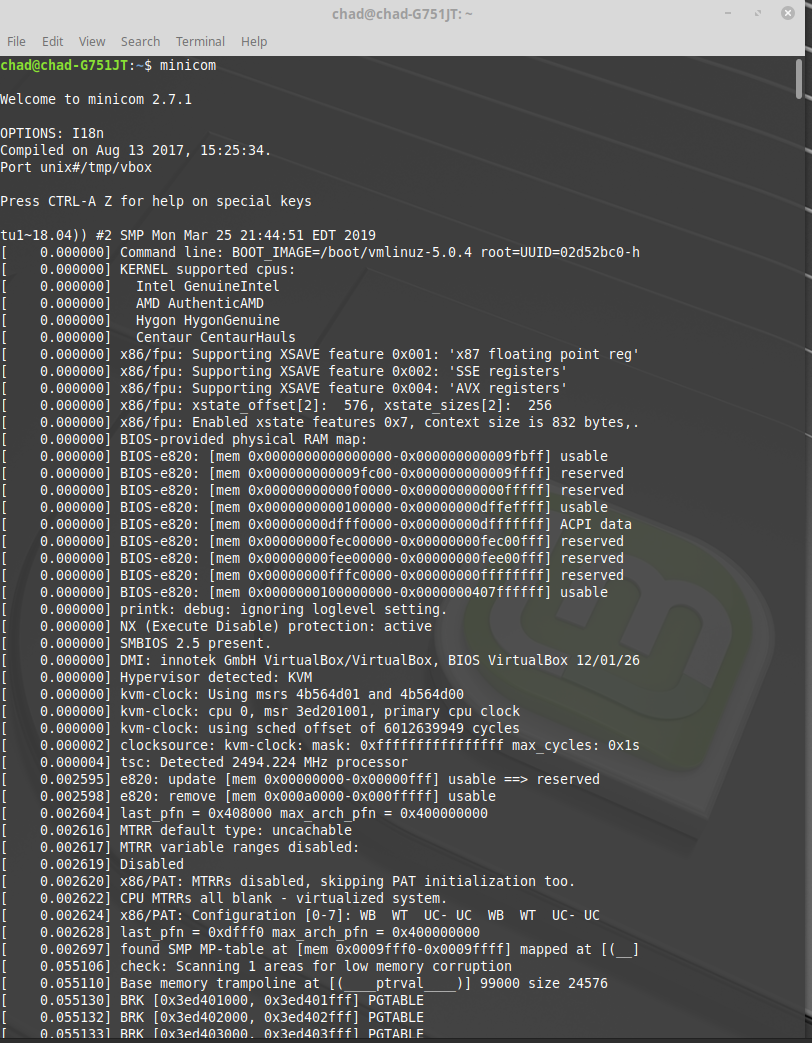 chad@chad-G751JT: ~
File Edit View Search Terminal Help
chad@chad-G751JT:~$ minicom
Welcome to minicom 2.7.1
OPTIONS: I18n
Compiled on Aug 13 2017, 15:25:34.
Port unix#/tmp/vbox
Press CTRL-A Z for help on special keys
tu1~18.04)) #2 SMP Mon Mar 25 21:44:51 EDT 2019
[    0.000000] Command line: BOOT_IMAGE=/boot/vmlinuz-5.0.4 root=UUID=02d52bc0-h
[    0.000000] KERNEL supported cpus:
[    0.000000]   Intel GenuineIntel
[    0.000000]   AMD AuthenticAMD
[    0.000000]   Hygon HygonGenuine
[    0.000000]   Centaur CentaurHauls
[    0.000000] x86/fpu: Supporting XSAVE feature 0x001: 'x87 floating point reg'
[    0.000000] x86/fpu: Supporting XSAVE feature 0x002: 'SSE registers'
[    0.000000] x86/fpu: Supporting XSAVE feature 0x004: 'AVX registers'
[    0.000000] x86/fpu: xstate_offset[2]:  576, xstate_sizes[2]:  256
[    0.000000] x86/fpu: Enabled xstate features 0x7, context size is 832 bytes,.
[    0.000000] BIOS-provided physical RAM map:
[    0.000000] BIOS-e820: [mem 0x0000000000000000-0x000000000009fbff] usable
[    0.000000] BIOS-e820: [mem 0x000000000009fc00-0x000000000009ffff] reserved
[    0.000000] BIOS-e820: [mem 0x00000000000f0000-0x00000000000fffff] reserved
[    0.000000] BIOS-e820: [mem 0x0000000000100000-0x00000000dffeffff] usable
[    0.000000] BIOS-e820: [mem 0x00000000dfff0000-0x00000000dfffffff] ACPI data
[    0.000000] BIOS-e820: [mem 0x00000000fec00000-0x00000000fec00fff] reserved
[    0.000000] BIOS-e820: [mem 0x00000000fee00000-0x00000000fee00fff] reserved
[    0.000000] BIOS-e820: [mem 0x00000000fffc0000-0x00000000ffffffff] reserved
[    0.000000] BIOS-e820: [mem 0x0000000100000000-0x0000000407ffffff] usable
[    0.000000] printk: debug: ignoring loglevel setting.
[    0.000000] NX (Execute Disable) protection: active
[    0.000000] SMBIOS 2.5 present.
[    0.000000] DMI: innotek GmbH VirtualBox/VirtualBox, BIOS VirtualBox 12/01/26
[    0.000000] Hypervisor detected: KVM
[    0.000000] kvm-clock: Using msrs 4b564d01 and 4b564d00
[    0.000000] kvm-clock: cpu 0, msr 3ed201001, primary cpu clock
[    0.000000] kvm-clock: using sched offset of 6012639949 cycles
[    0.000002] clocksource: kvm-clock: mask: 0xffffffffffffffff max_cycles: 0x1s
[    0.000004] tsc: Detected 2494.224 MHz processor
[    0.002595] e820: update [mem 0x00000000-0x00000fff] usable ==> reserved
[    0.002598] e820: remove [mem 0x000a0000-0x000fffff] usable
[    0.002604] last_pfn = 0x408000 max_arch_pfn = 0x400000000
[    0.002616] MTRR default type: uncachable
[    0.002617] MTRR variable ranges disabled:
[    0.002619] Disabled
[    0.002620] x86/PAT: MTRRs disabled, skipping PAT initialization too.
[    0.002622] CPU MTRRs all blank - virtualized system.
[    0.002624] x86/PAT: Configuration [0-7]: WB  WT  UC- UC  WB  WT  UC- UC
[    0.002628] last_pfn = 0xdfff0 max_arch_pfn = 0x400000000
[    0.002697] found SMP MP-table at [mem 0x0009fff0-0x0009ffff] mapped at [(__]
[    0.055106] check: Scanning 1 areas for low memory corruption
[    0.055110] Base memory trampoline at [(____ptrval____)] 99000 size 24576
[    0.055130] BRK [0x3ed401000, 0x3ed401fff] PGTABLE
[    0.055132] BRK [0x3ed402000, 0x3ed402fff] PGTABLE
[    0.055133] BRK [0x3ed403000, 0x3ed403fff] PGTABLE